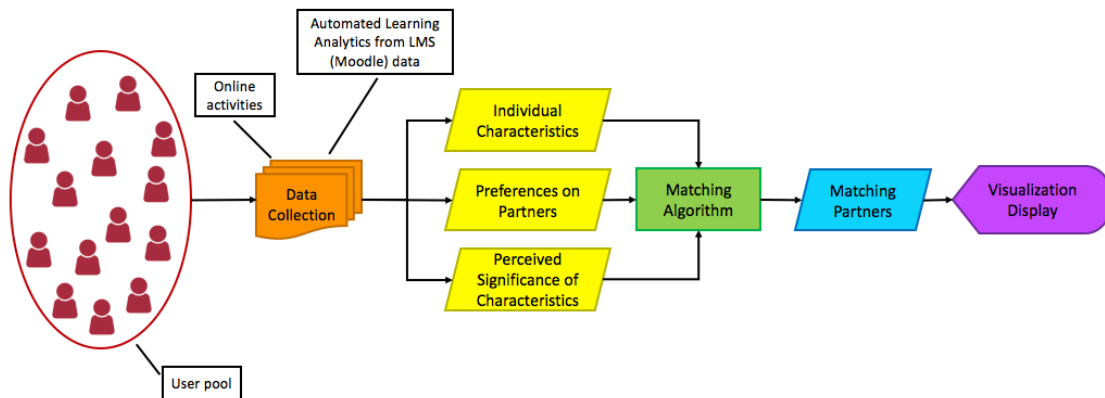 Automated Learning
Analytics from LMS
(Moodle) data
Online
activities
Data
Collection
Individual
Characteristics
Preferences on
Partners
Perceived
Significance of
Characteristics
Matching
Algorithm
Matching
Partners
Visualization
Display
User pool